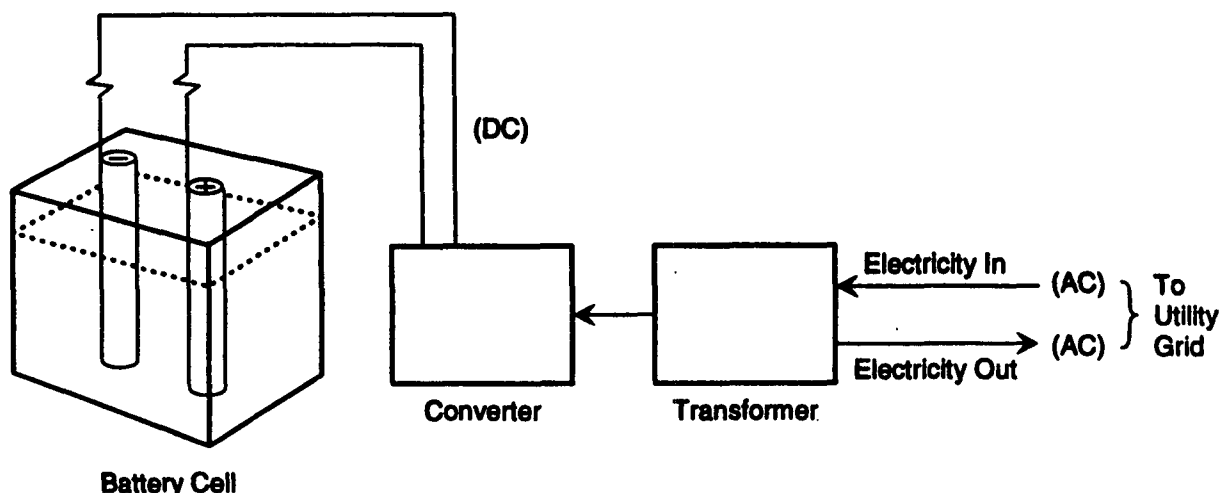 (DC)
−
+
Electricity In
(AC)
To
Utility
(AC)
Grid
Electricity Out
Converter
Transformer
Battery Cell